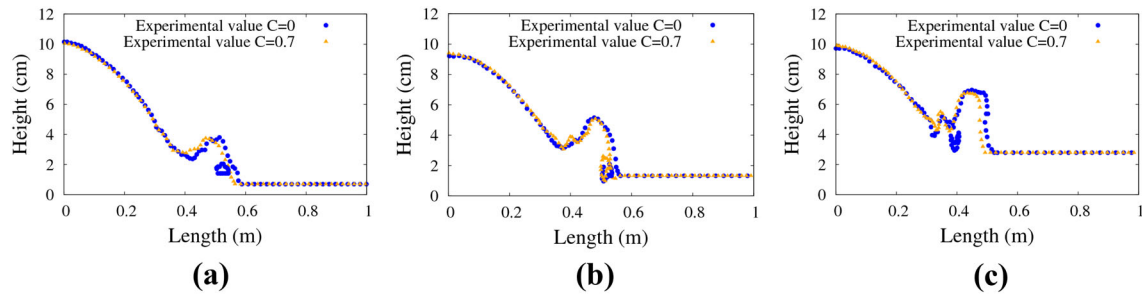 Experimental value C=0
Experimental value C=0.7
Height (cm)
12
10
8
6
4
2
0
0 0.2 0.4 0.6 0.8 1
Length (m)
(a)
Experimental value C=0
Experimental value C=0.7
Height (cm)
12
10
8
6
4
2
0
0 0.2 0.4 0.6 0.8 1
Length (m)
(b)
Experimental value C=0
Experimental value C=0.7
Height (cm)
12
10
8
6
4
2
0
0 0.2 0.4 0.6 0.8 1
Length (m)
(c)